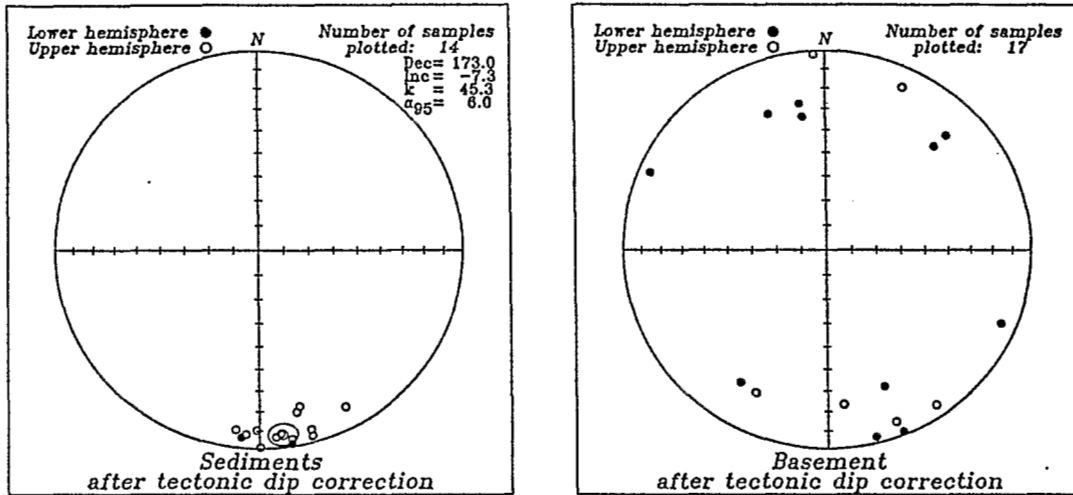 Lower hemisphere ●
Upper hemisphere ○
N
Number of samples
plotted: 14
Dec= 173.0
Inc= −7.3
k = 45.3
α95= 6.0
Sediments
after tectonic dip correction
Lower hemisphere ●
Upper hemisphere ○
N
Number of samples
plotted: 17
Basement
after tectonic dip correction